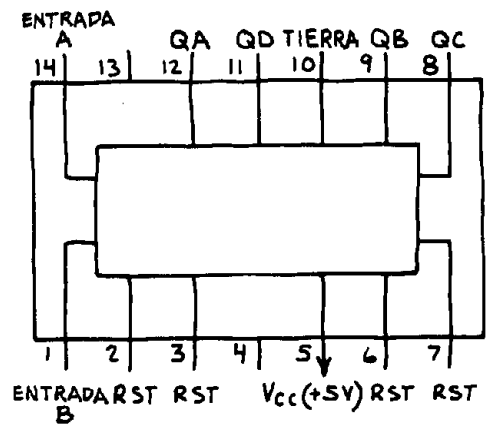 ENTRADA
A QA QD TIERRA QB QC
14 13 12 11 10 9 8
1 2 3 4 5 6 7
ENTRADA RST RST VCC(+5V) RST RST
B